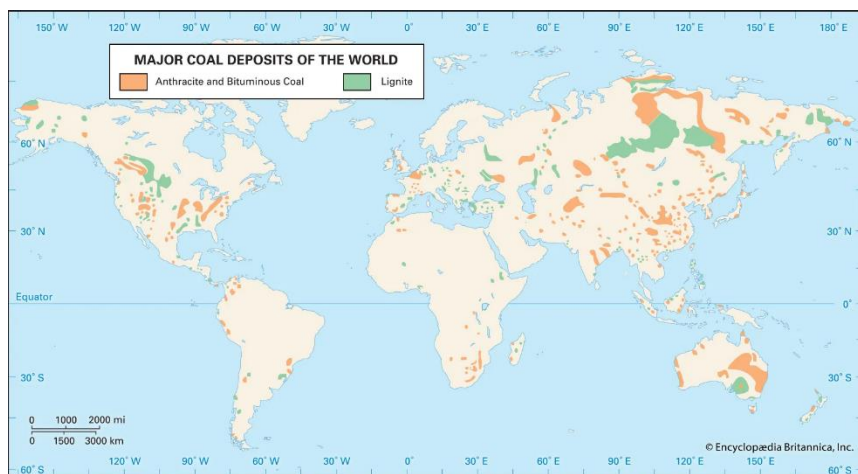 150°W 120°W 90°W 60°W 30°W 0° 30°E 60°E 90°E 120°E 150°E 180°E
MAJOR COAL DEPOSITS OF THE WORLD
Anthracite and Bituminous Coal Lignite
60°N 60°N
30°N 30°N
Equator 0°
30°S 30°S
0 1000 2000 mi
0 1500 3000 km
© Encyclopædia Britannica, Inc.
120°W 90°W 60°W 30°W 0° 30°E 60°E 90°E 120°E 150°E
60°S 60°S